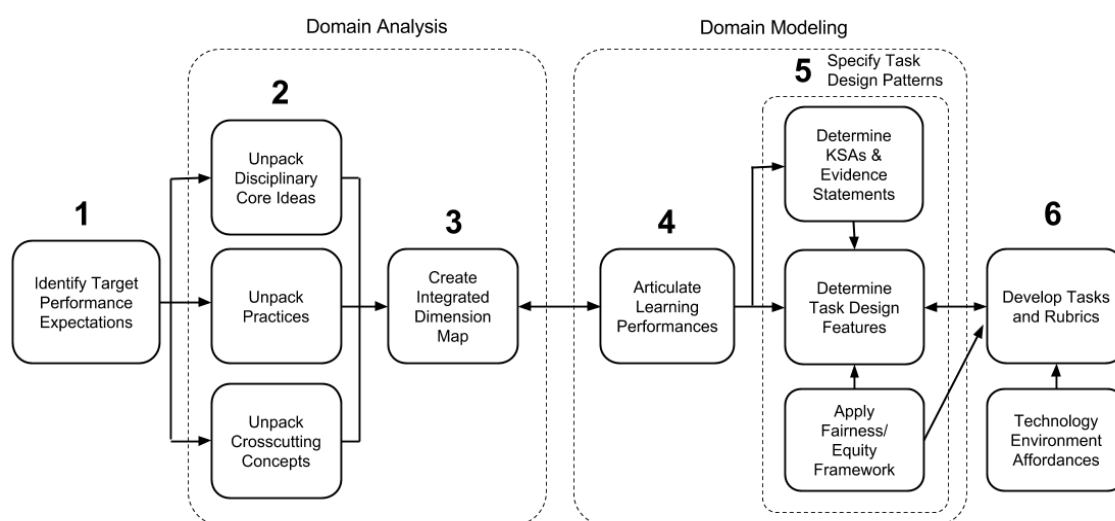 Domain Analysis
Domain Modeling
1
Identify Target
Performance
Expectations
2
Unpack
Disciplinary
Core Ideas
Unpack
Practices
Unpack
Crosscutting
Concepts
3
Create
Integrated
Dimension
Map
4
Articulate
Learning
Performances
5
Specify Task
Design Patterns
Determine
KSAs &
Evidence
Statements
Determine
Task Design
Features
Apply
Fairness/
Equity
Framework
6
Develop Tasks
and Rubrics
Technology
Environment
Affordances